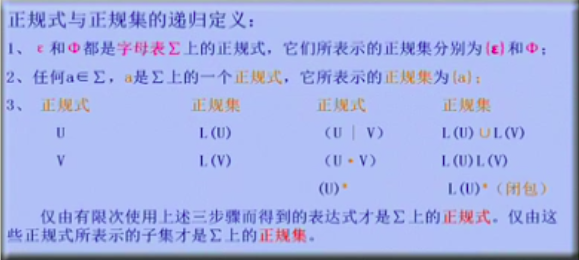 正规式与正规集的递归定义：
1、 ε 和Φ都是字母表Σ上的正规式，它们所表示的正规集分别为{ε}和Φ；
2、任何a∈Σ，a是Σ上的一个正规式，它所表示的正规集为{a}；
3、 正规式 正规集 正规式 正规集
U L(U) （U | V） L(U)∪L(V)
V L(V) （U·V） L(U)L(V)
(U)* L(U)*（闭包）
仅由有限次使用上述三步骤而得到的表达式才是Σ上的正规式。仅由这
些正规式所表示的子集才是Σ上的正规集。